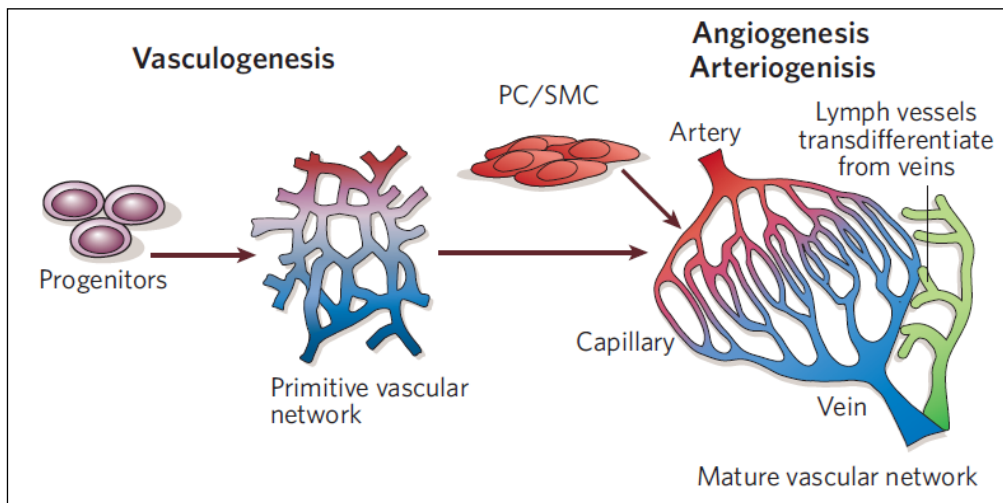 Vasculogenesis
Angiogenesis
Arteriogenisis
PC/SMC
Artery
Lymph vessels
transdifferentiate
from veins
Progenitors
Primitive vascular
network
Capillary
Vein
Mature vascular network